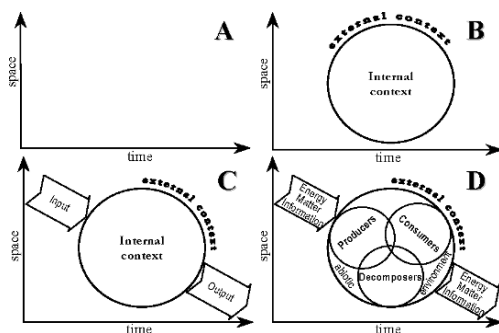 A
space
time
B
external context
Internal
context
space
time
C
external context
Input
Internal
context
Output
space
time
D
external context
Energy
Matter
Information
Producers
Consumers
Decomposers
abiotic
environment
Energy
Matter
Information
space
time